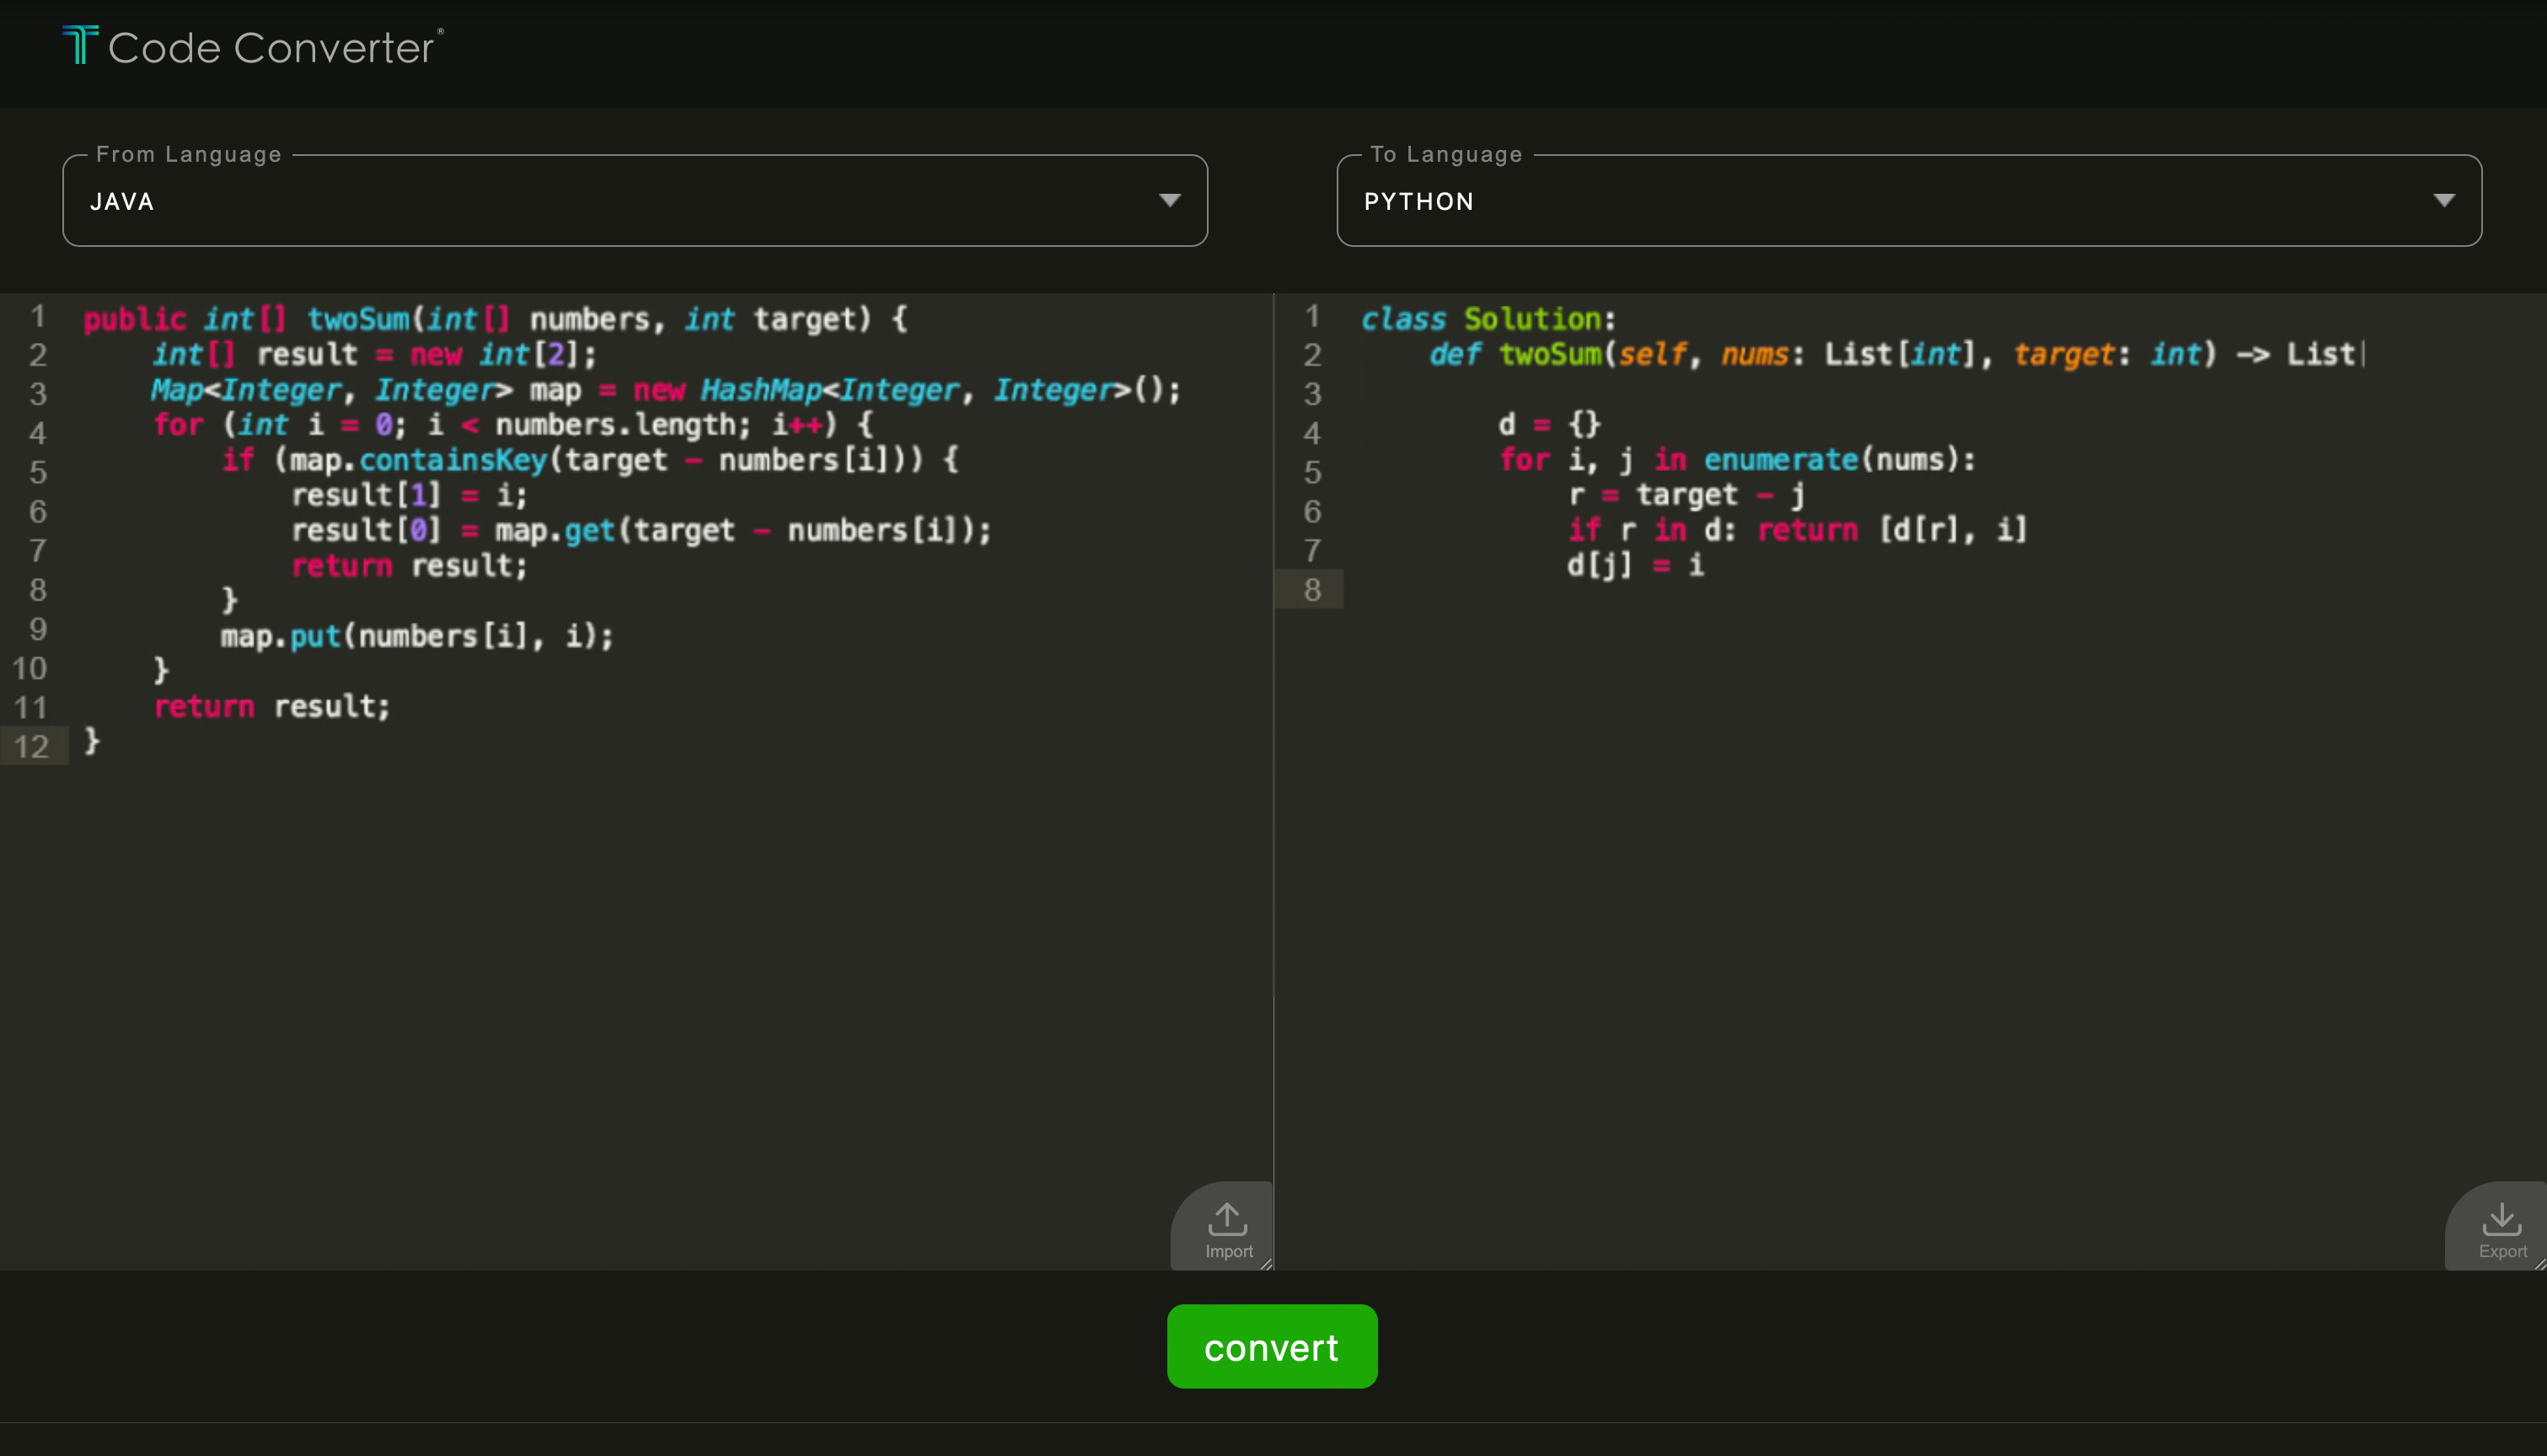 Code Converter®
From Language
JAVA
To Language
PYTHON
1 public int[] twoSum(int[] numbers, int target) {
2     int[] result = new int[2];
3     Map<Integer, Integer> map = new HashMap<Integer, Integer>();
4     for (int i = 0; i < numbers.length; i++) {
5         if (map.containsKey(target - numbers[i])) {
6             result[1] = i;
7             result[0] = map.get(target - numbers[i]);
8             return result;
9         }
10         map.put(numbers[i], i);
11     }
12     return result;
}
1 class Solution:
2     def twoSum(self, nums: List[int], target: int) -> List
3
4         d = {}
5         for i, j in enumerate(nums):
6             r = target - j
7             if r in d: return [d[r], i]
8             d[j] = i
Import
Export
convert